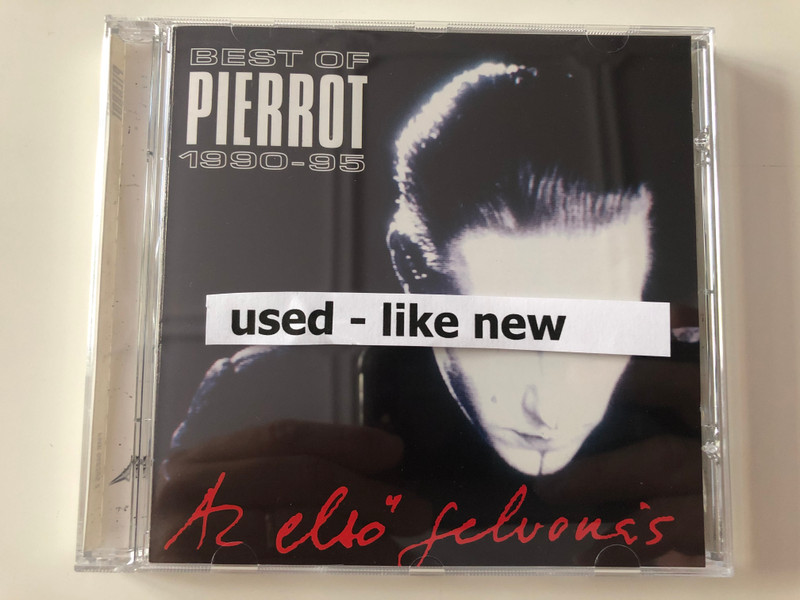 BEST OF
PIERROT
1990-95
used - like new
Az első felvonás